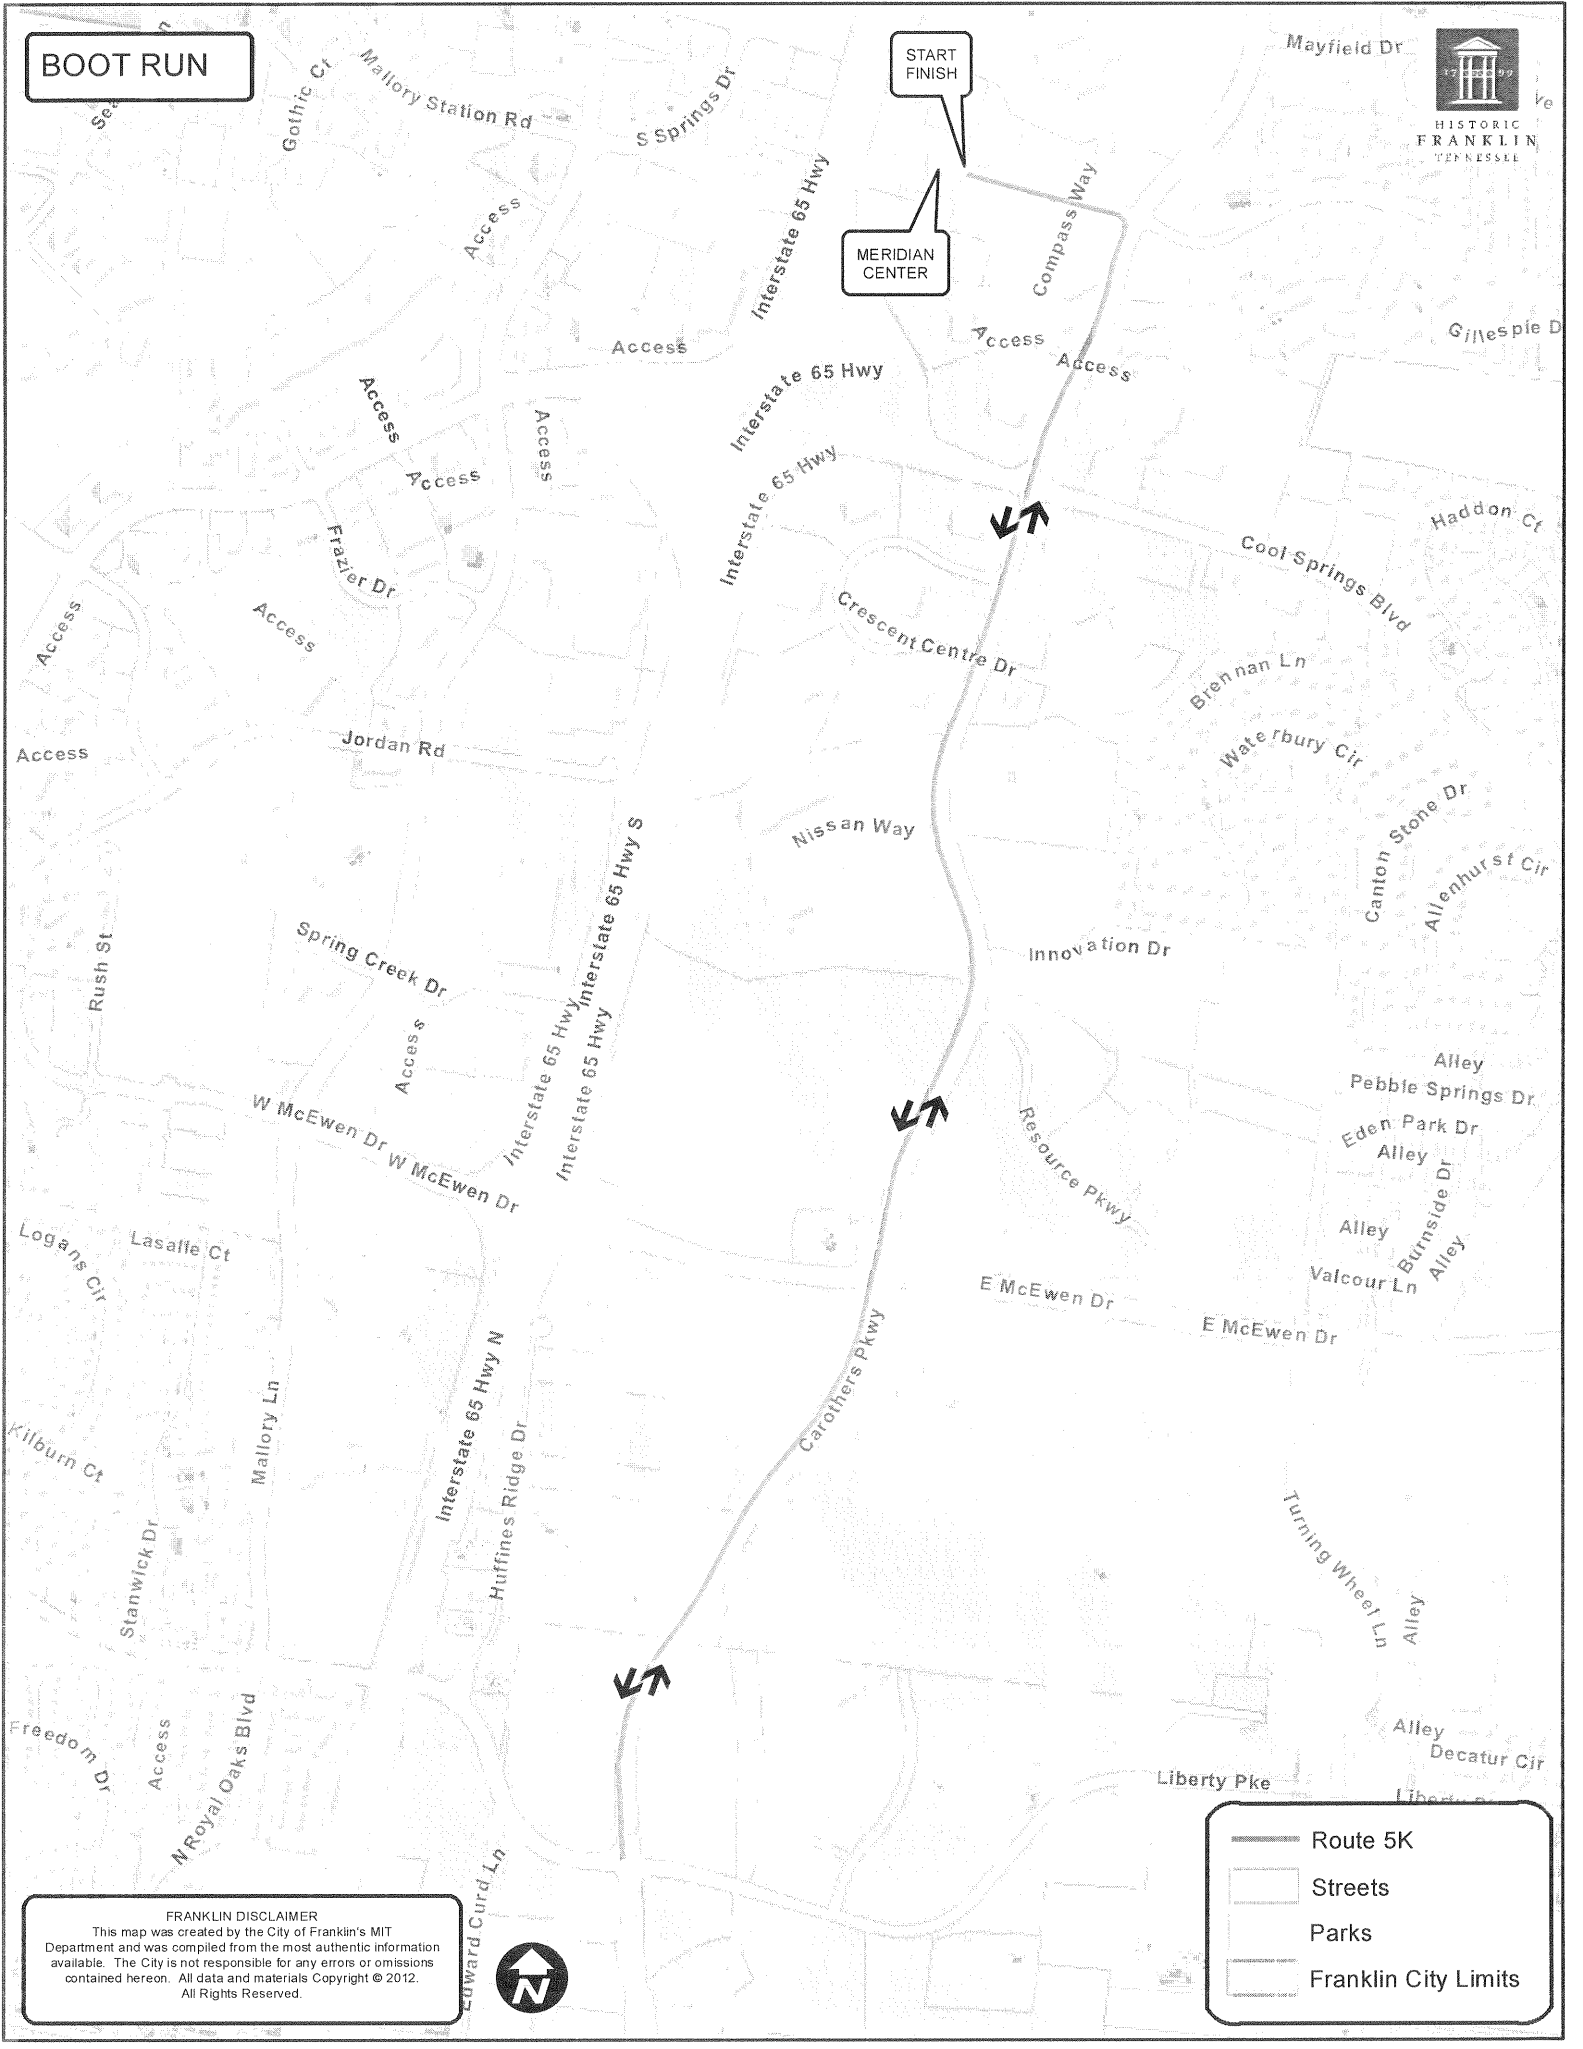 BOOT RUN
START
FINISH
Mayfield Dr
1799
HISTORIC
FRANKLIN
TENNESSEE
Gothic Ct
Mallory Station Rd
S Springs Dr
Interstate 65 Hwy
Compass Way
Access
MERIDIAN
CENTER
Access
Access
Access
Gillespie D
Interstate 65 Hwy
Access
Access
Access
Interstate 65 Hwy
Haddon Ct
Cool Springs Blvd
Frazier Dr
Access
Access
Crescent Centre Dr
Brennan Ln
Waterbury Cir
Jordan Rd
Access
Nissan Way
Canton Stone Dr
Allenhurst Cir
Interstate 65 Hwy S
Spring Creek Dr
Rush St
Innovation Dr
Access
Interstate 65 Hwy
Interstate 65 Hwy
Alley
Pebble Springs Dr
Eden Park Dr
Alley
W McEwen Dr
W McEwen Dr
Resource Pkwy
Burnside Dr
Alley
Alley
Logans Cir
Lasalle Ct
Valcour Ln
E McEwen Dr
E McEwen Dr
Carothers Pkwy
Interstate 65 Hwy N
Mallory Ln
Huffines Ridge Dr
Kilburn Ct
Stanwick Dr
Turning Wheel Ln
Alley
Freedom Dr
Access
N Royal Oaks Blvd
Alley
Decatur Cir
Liberty Pke
Edward Curd Ln
Route 5K
Streets
Parks
Franklin City Limits
FRANKLIN DISCLAIMER
This map was created by the City of Franklin's MIT
Department and was compiled from the most authentic information
available. The City is not responsible for any errors or omissions
contained hereon. All data and materials Copyright © 2012.
All Rights Reserved.
N